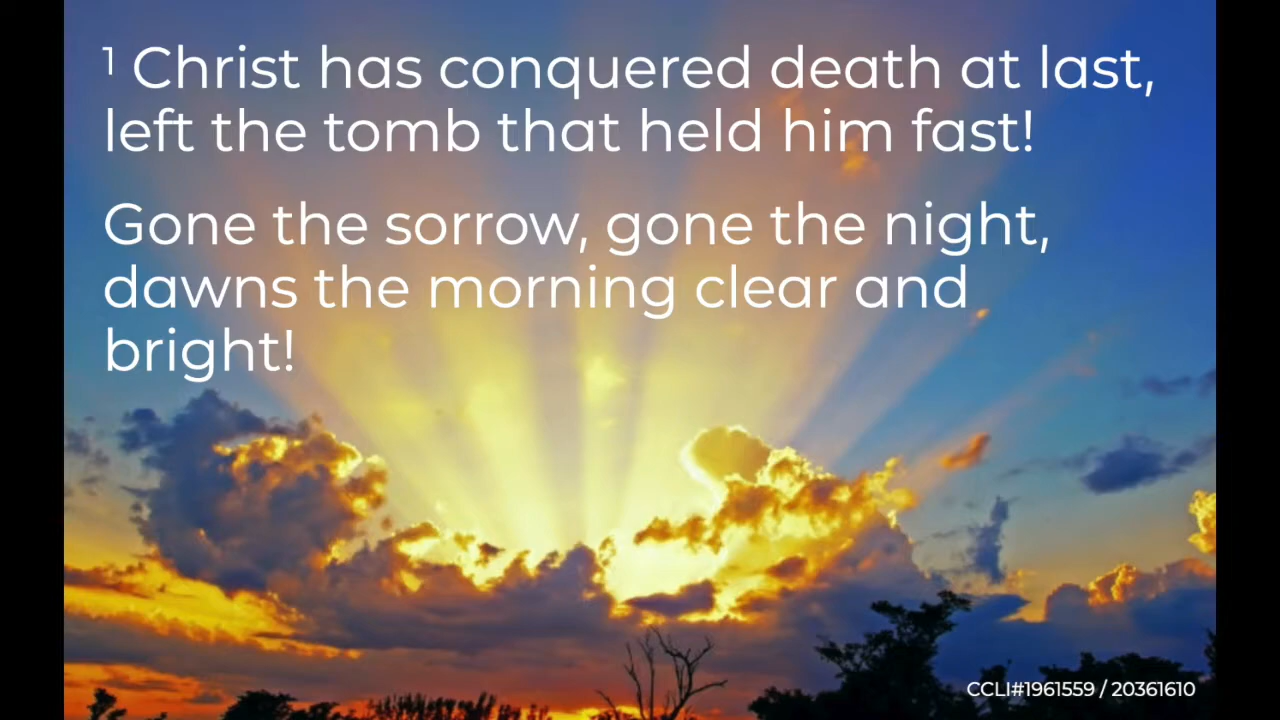 1 Christ has conquered death at last,
left the tomb that held him fast!
Gone the sorrow, gone the night,
dawns the morning clear and
bright!
CCLI#1961559 / 20361610